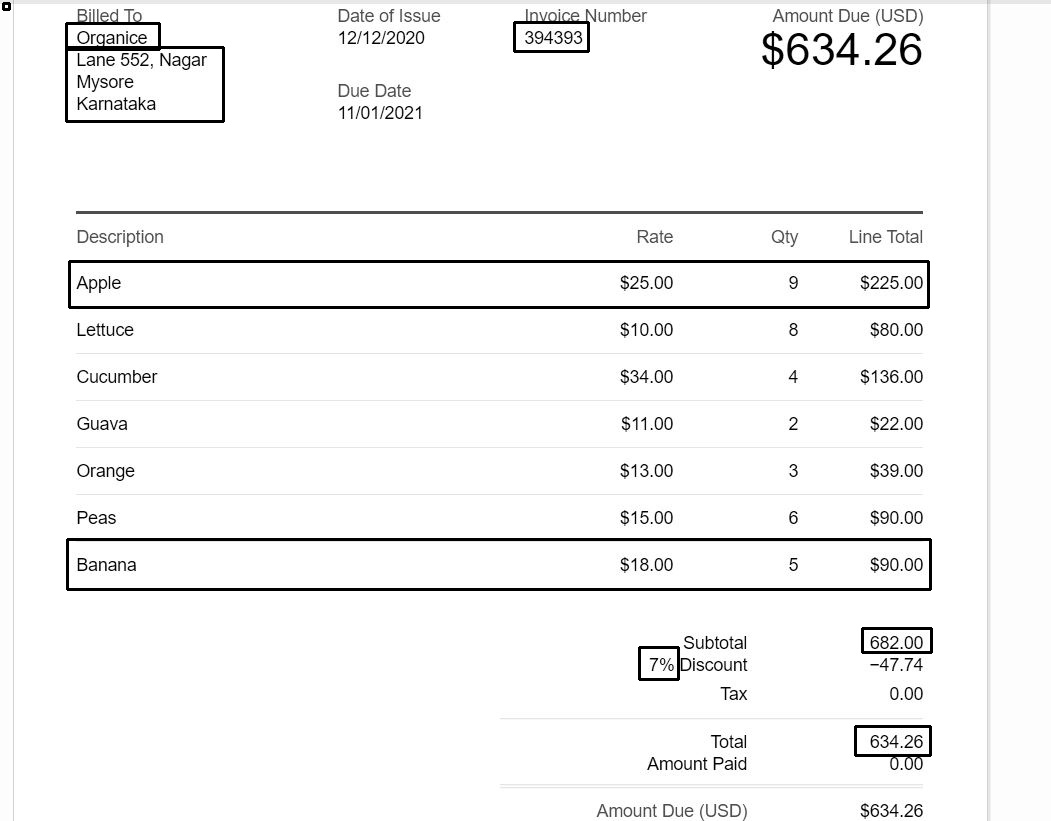 Billed To Date of Issue Invoice Number Amount Due (USD)
Organice 12/12/2020 394393 $634.26
Lane 552, Nagar
Mysore
Karnataka
Due Date
11/01/2021
Description Rate Qty Line Total
Apple $25.00 9 $225.00
Lettuce $10.00 8 $80.00
Cucumber $34.00 4 $136.00
Guava $11.00 2 $22.00
Orange $13.00 3 $39.00
Peas $15.00 6 $90.00
Banana $18.00 5 $90.00
Subtotal 682.00
7% Discount −47.74
Tax 0.00
Total 634.26
Amount Paid 0.00
Amount Due (USD) $634.26